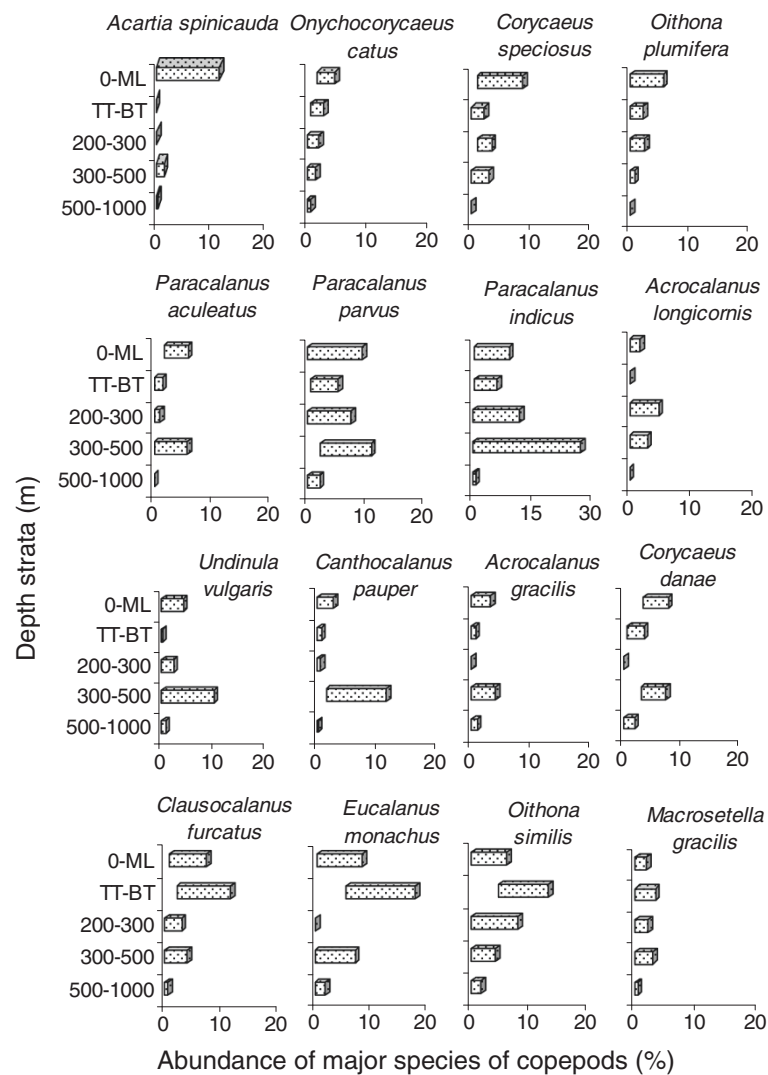 Acartia spinicauda
Onychocorycaeus
catus
Corycaeus
speciosus
Oithona
plumifera
0-ML
TT-BT
200-300
300-500
500-1000
0 10 20
0 10 20
0 10 20
0 10 20
Paracalanus
aculeatus
Paracalanus
parvus
Paracalanus
indicus
Acrocalanus
longicornis
0-ML
TT-BT
200-300
300-500
500-1000
0 10 20
0 10 20
0 15 30
0 10 20
Depth strata (m)
Undinula
vulgaris
Canthocalanus
pauper
Acrocalanus
gracilis
Corycaeus
danae
0-ML
TT-BT
200-300
300-500
500-1000
0 10 20
0 10 20
0 10 20
0 10 20
Clausocalanus
furcatus
Eucalanus
monachus
Oithona
similis
Macrosetella
gracilis
0-ML
TT-BT
200-300
300-500
500-1000
0 10 20
0 10 20
0 10 20
0 10 20
Abundance of major species of copepods (%)